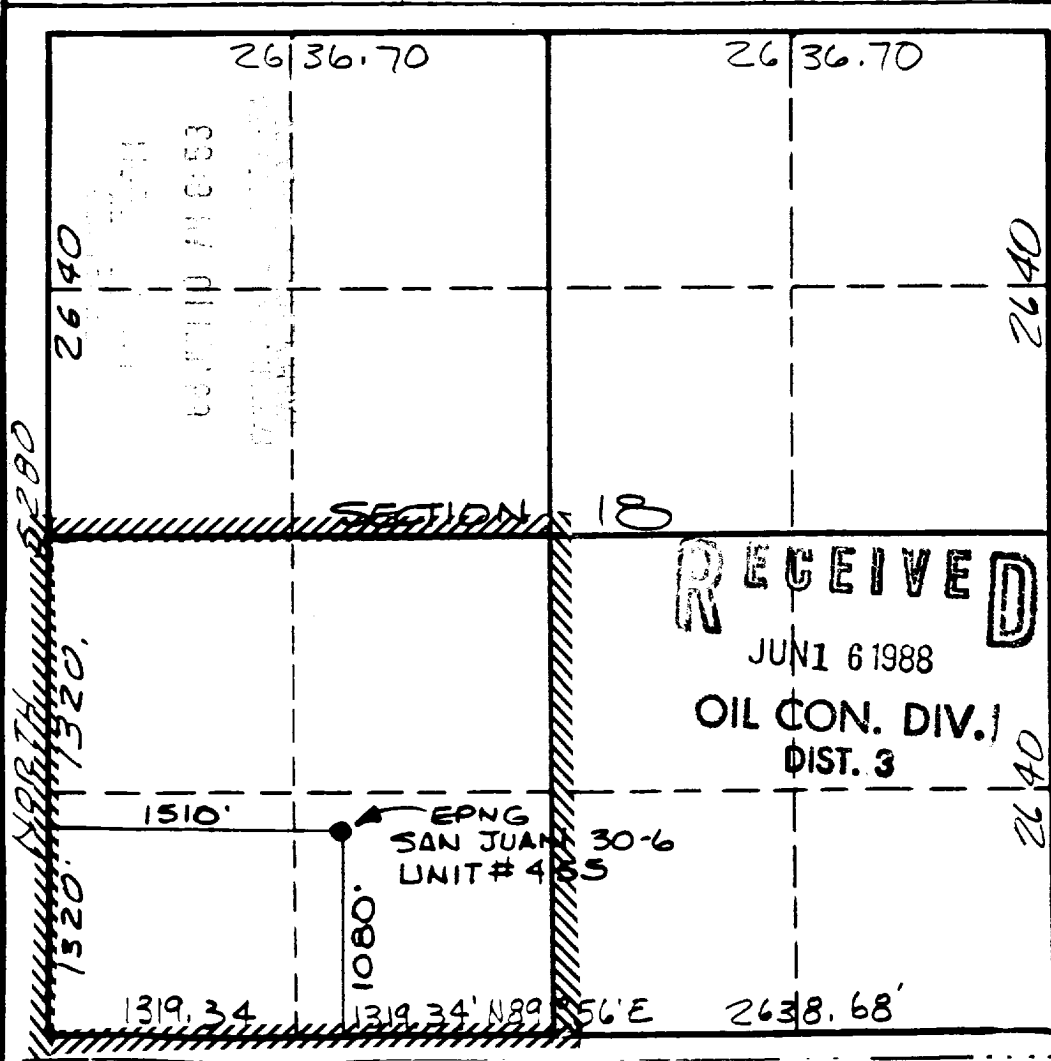 26 36.70
26 36.70
26 40
26 40
5280
SECTION 18
RECEIVED
JUN 1 6 1988
OIL CON. DIV.
DIST. 3
NORTH
1320.
26 40
1510'
EPNG
SAN JUAN 30-6
UNIT # 455
1320'
1080'
1319.34
1319.34' N89°56'E
2638.68'